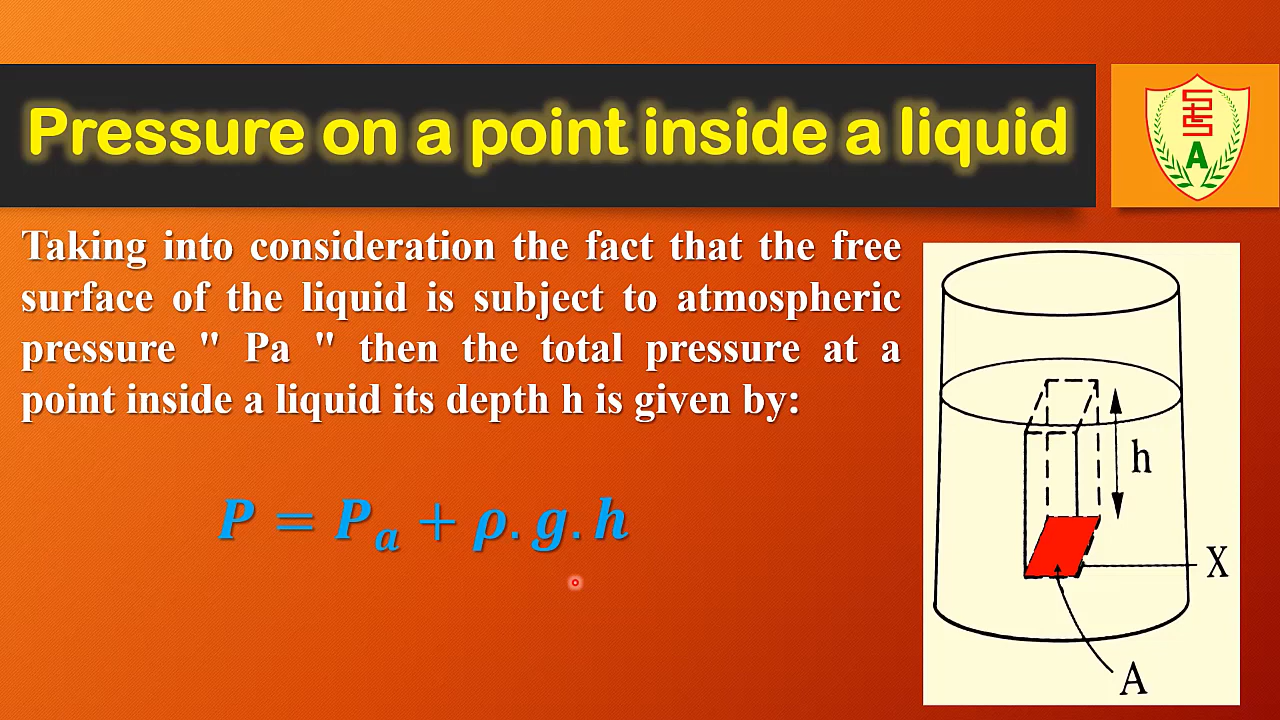 Pressure on a point inside a liquid
A
Taking into consideration the fact that the free
surface of the liquid is subject to atmospheric
pressure " Pa " then the total pressure at a
point inside a liquid its depth h is given by:
P = Pₐ + ρ. g. h
h
X
A